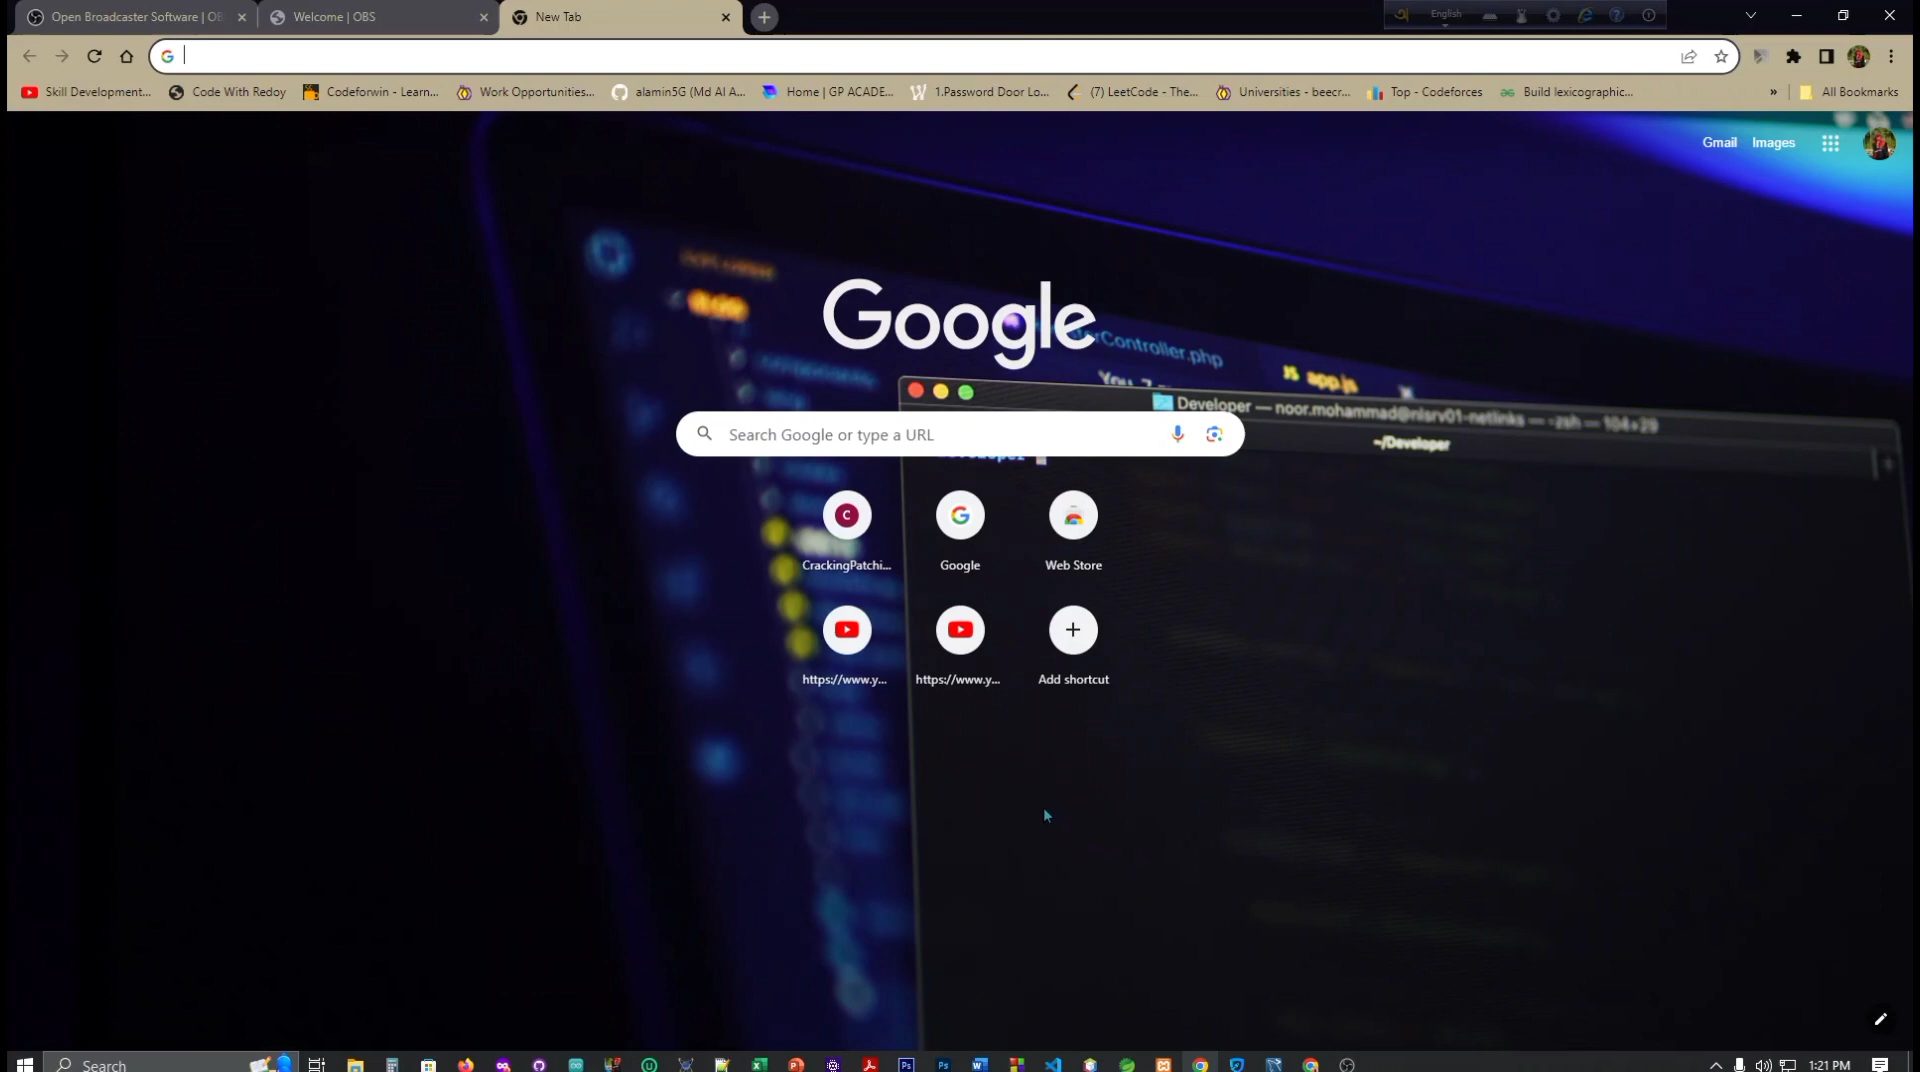 Open Broadcaster Software | OB
Welcome | OBS
New Tab
English
Skill Development...
Code With Redoy
Codeforwin - Learn...
Work Opportunities...
alamin5G (Md Al A...
Home | GP ACADE...
1.Password Door Lo...
(7) LeetCode - The...
Universities - beecr...
Top - Codeforces
Build lexicographic...
»
All Bookmarks
Gmail
Images
Google
terController.php
JS app.js
Developer — noor.mohammad@nlsrv01-netlinks — -zsh — 104×29
~/Developer
Search Google or type a URL
C
CrackingPatchi...
Google
Web Store
https://www.y...
https://www.y...
Add shortcut
Search
1:21 PM